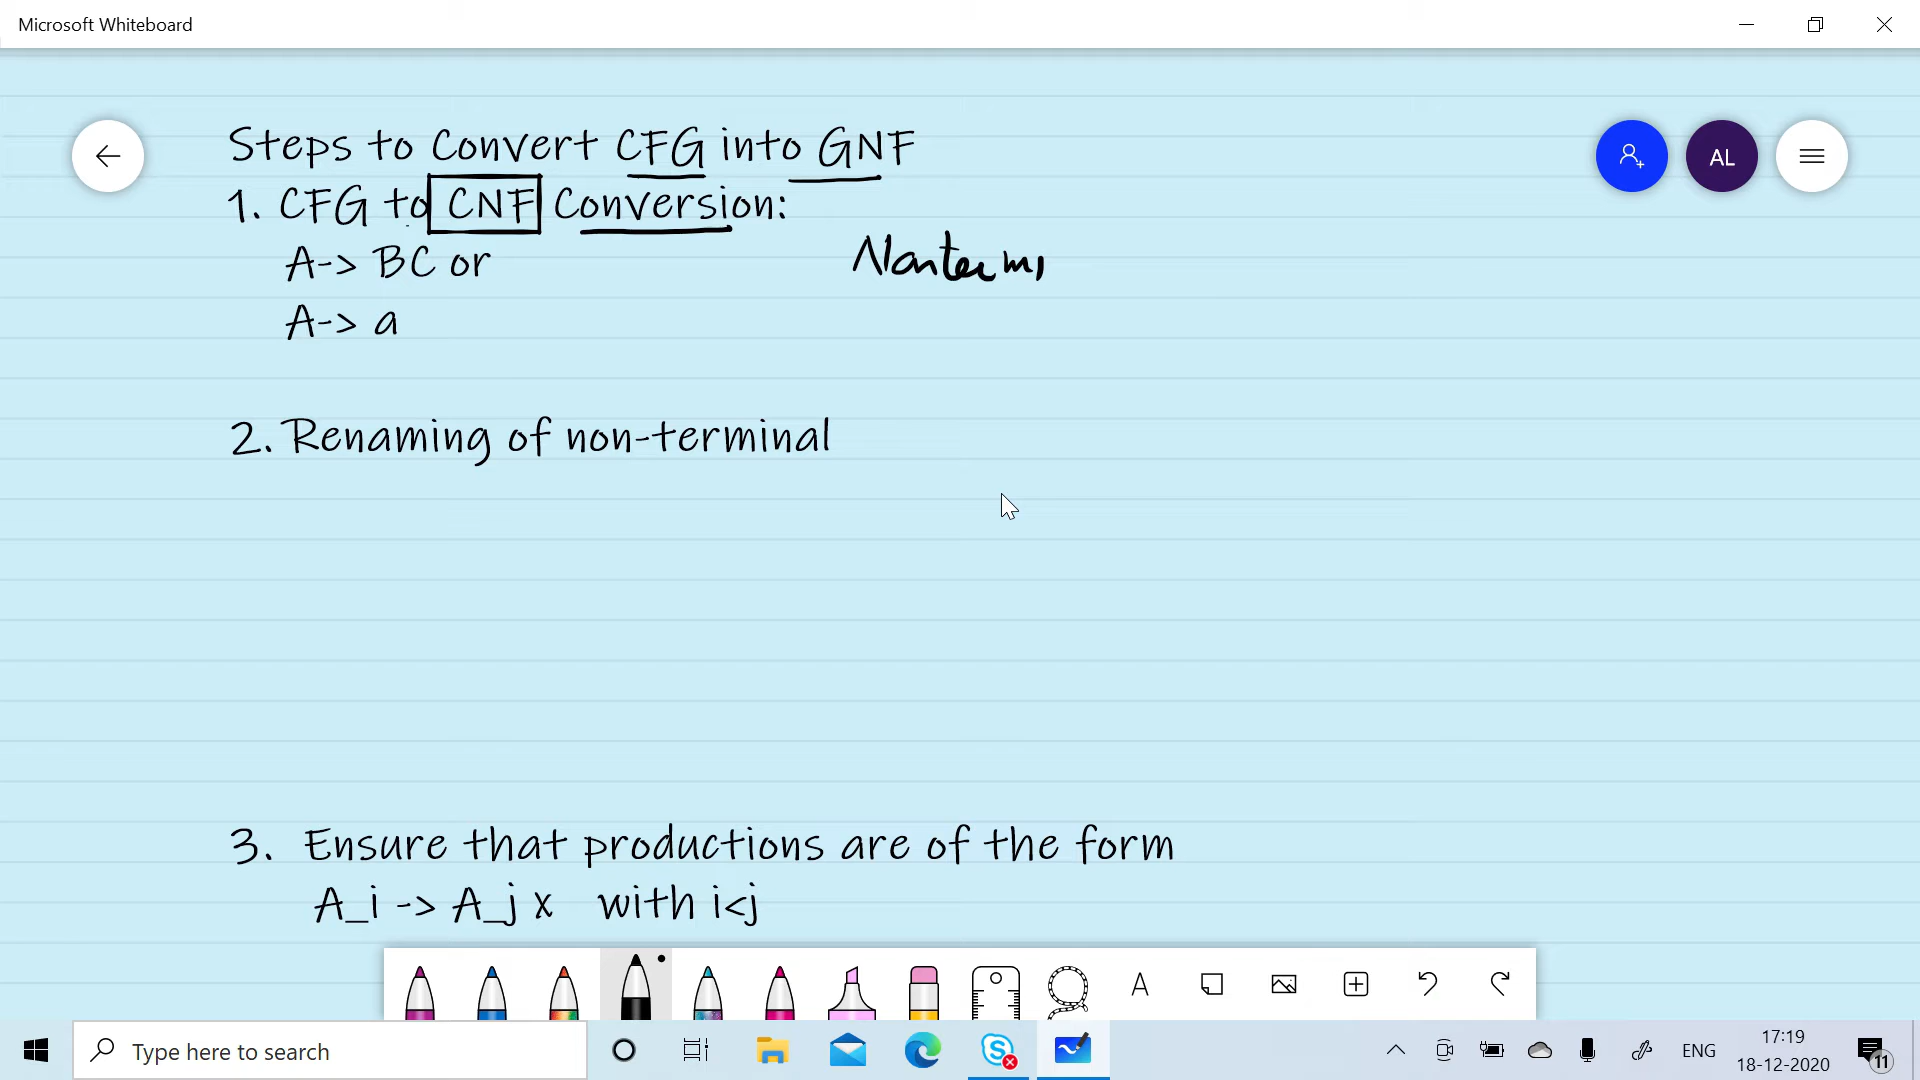 Microsoft Whiteboard
Steps to Convert CFG into GNF
AL
1. CFG to CNF Conversion:
A-> BC or
A-> a
2. Renaming of non-terminal
3. Ensure that productions are of the form
A_i -> A_j x with i<j
A
Type here to search
ENG
17:19
18-12-2020
11